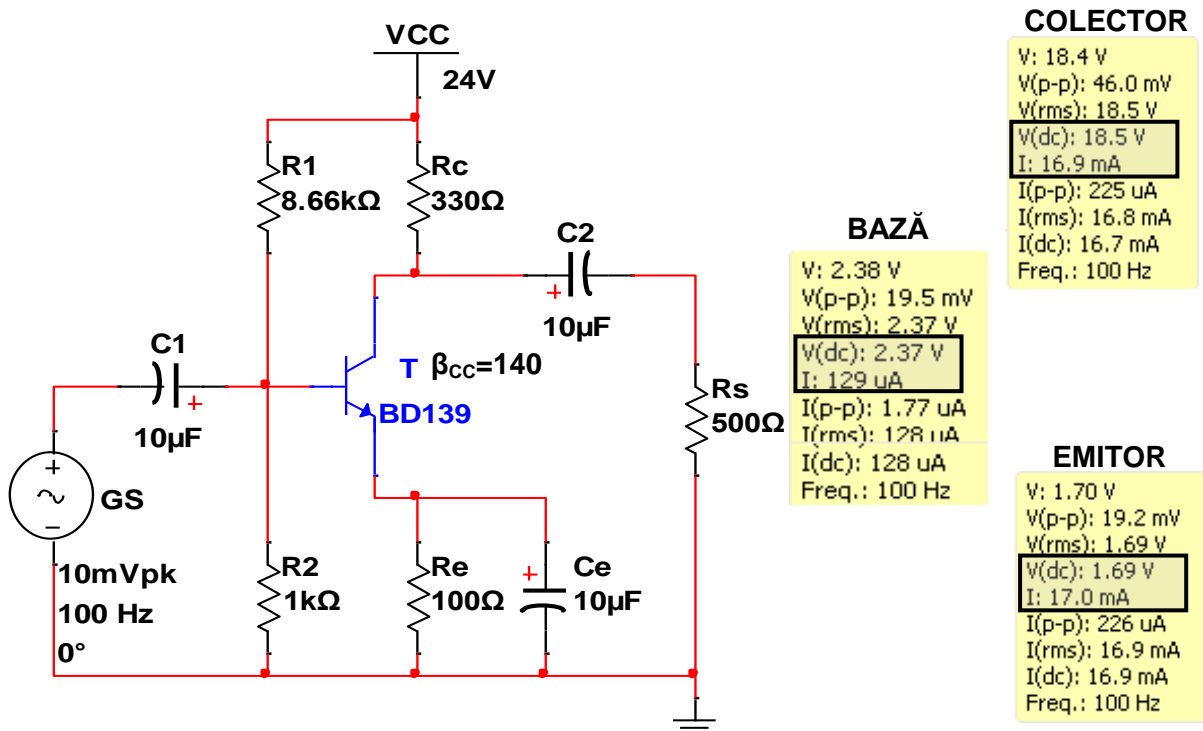 VCC
24V
R1
8.66kΩ
Rc
330Ω
C2
+
10µF
C1
+
10µF
T βCC=140
BD139
Rs
500Ω
+
GS
10mVpk
100 Hz
0°
R2
1kΩ
Re
100Ω
+
Ce
10µF
BAZĂ
V: 2.38 V
V(p-p): 19.5 mV
V(rms): 2.37 V
V(dc): 2.37 V
I: 129 uA
I(p-p): 1.77 uA
I(rms): 128 uA
I(dc): 128 uA
Freq.: 100 Hz
COLECTOR
V: 18.4 V
V(p-p): 46.0 mV
V(rms): 18.5 V
V(dc): 18.5 V
I: 16.9 mA
I(p-p): 225 uA
I(rms): 16.8 mA
I(dc): 16.7 mA
Freq.: 100 Hz
EMITOR
V: 1.70 V
V(p-p): 19.2 mV
V(rms): 1.69 V
V(dc): 1.69 V
I: 17.0 mA
I(p-p): 226 uA
I(rms): 16.9 mA
I(dc): 16.9 mA
Freq.: 100 Hz